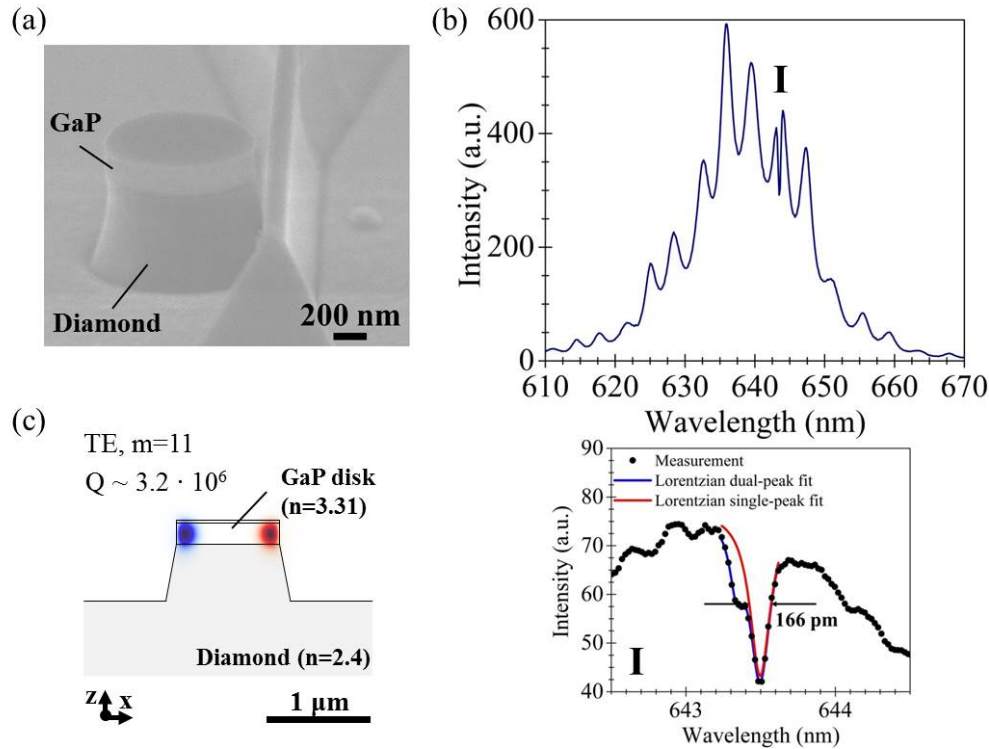 (a)
GaP
Diamond
200 nm
(b)
600
400
200
0
Intensity (a.u.)
I
610 620 630 640 650 660 670
Wavelength (nm)
(c)
TE, m=11
Q ~ 3.2 · 10⁶
GaP disk
(n=3.31)
Diamond (n=2.4)
z
x
1 µm
90
80
70
60
50
40
Intensity (a.u.)
Measurement
Lorentzian dual-peak fit
Lorentzian single-peak fit
166 pm
I
643 644
Wavelength (nm)